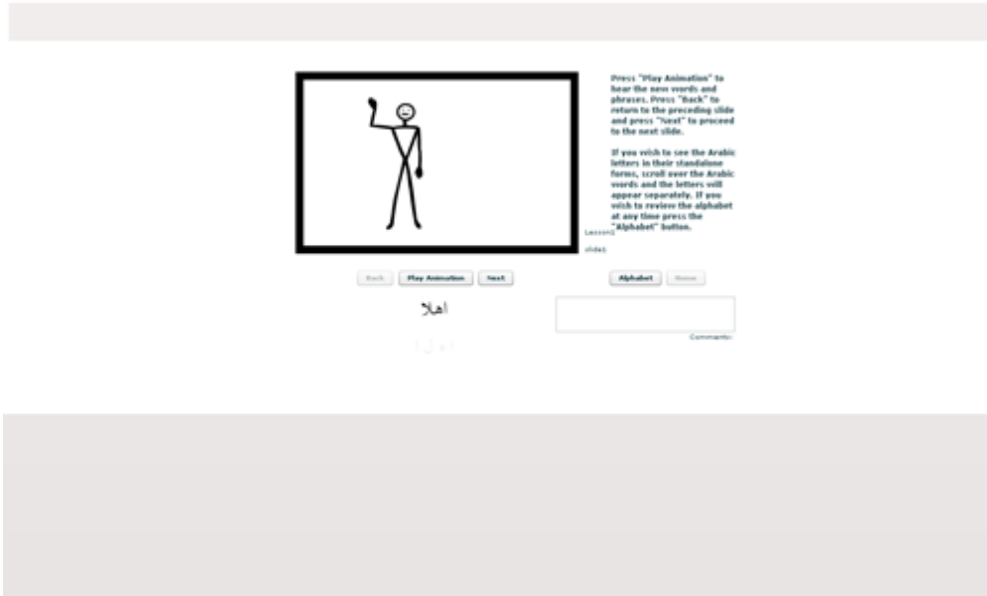 Press "Play Animation" to
hear the new words and
phrases. Press "Back" to
return to the preceding slide
and press "Next" to proceed
to the next slide.
If you wish to see the Arabic
letters in their standalone
forms, scroll over the Arabic
words and the letters will
appear separately. If you
wish to review the alphabet
at any time press the
"Alphabet" button.
Lesson1
slide1
Back Play Animation Next Alphabet Home
اهلا
Comments: